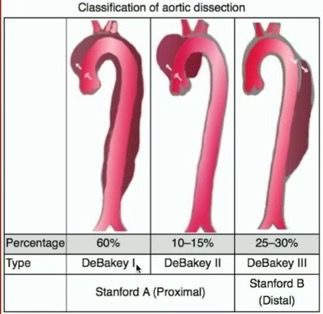 Classification of aortic dissection
Percentage 60% 10–15% 25–30%
Type DeBakey I DeBakey II DeBakey III
Stanford A (Proximal) Stanford B
(Distal)